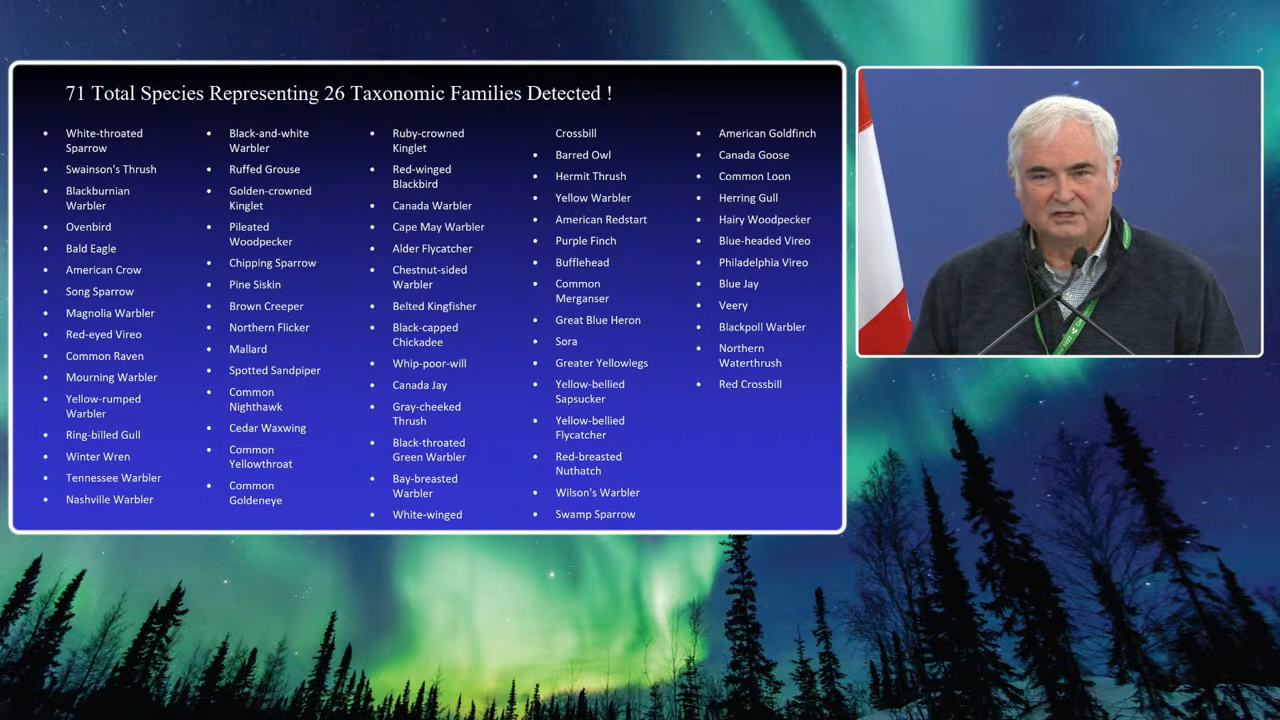 71 Total Species Representing 26 Taxonomic Families Detected !
• White-throated
Sparrow
• Swainson's Thrush
• Blackburnian
Warbler
• Ovenbird
• Bald Eagle
• American Crow
• Song Sparrow
• Magnolia Warbler
• Red-eyed Vireo
• Common Raven
• Mourning Warbler
• Yellow-rumped
Warbler
• Ring-billed Gull
• Winter Wren
• Tennessee Warbler
• Nashville Warbler
• Black-and-white
Warbler
• Ruffed Grouse
• Golden-crowned
Kinglet
• Pileated
Woodpecker
• Chipping Sparrow
• Pine Siskin
• Brown Creeper
• Northern Flicker
• Mallard
• Spotted Sandpiper
• Common
Nighthawk
• Cedar Waxwing
• Common
Yellowthroat
• Common
Goldeneye
• Ruby-crowned
Kinglet
• Red-winged
Blackbird
• Canada Warbler
• Cape May Warbler
• Alder Flycatcher
• Chestnut-sided
Warbler
• Belted Kingfisher
• Black-capped
Chickadee
• Whip-poor-will
• Canada Jay
• Gray-cheeked
Thrush
• Black-throated
Green Warbler
• Bay-breasted
Warbler
• White-winged
Crossbill
• Barred Owl
• Hermit Thrush
• Yellow Warbler
• American Redstart
• Purple Finch
• Bufflehead
• Common
Merganser
• Great Blue Heron
• Sora
• Greater Yellowlegs
• Yellow-bellied
Sapsucker
• Yellow-bellied
Flycatcher
• Red-breasted
Nuthatch
• Wilson's Warbler
• Swamp Sparrow
• American Goldfinch
• Canada Goose
• Common Loon
• Herring Gull
• Hairy Woodpecker
• Blue-headed Vireo
• Philadelphia Vireo
• Blue Jay
• Veery
• Blackpoll Warbler
• Northern
Waterthrush
• Red Crossbill